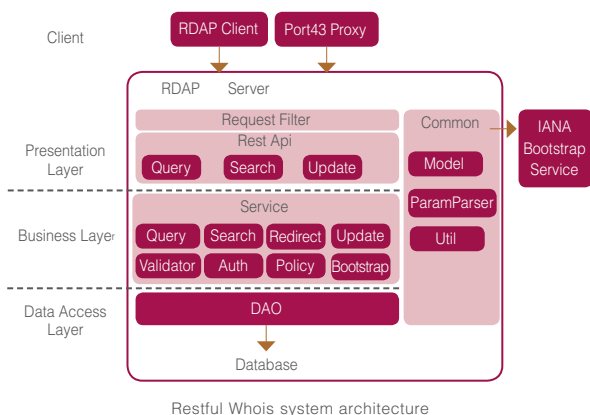 Client
RDAP Client
Port43 Proxy
RDAP Server
Request Filter
Rest Api
Query Search Update
Presentation
Layer
Common
Model
ParamParser
Util
IANA
Bootstrap
Service
Business Layer
Service
Query Search Redirect Update
Validator Auth Policy Bootstrap
Data Access
Layer
DAO
Database
Restful Whois system architecture